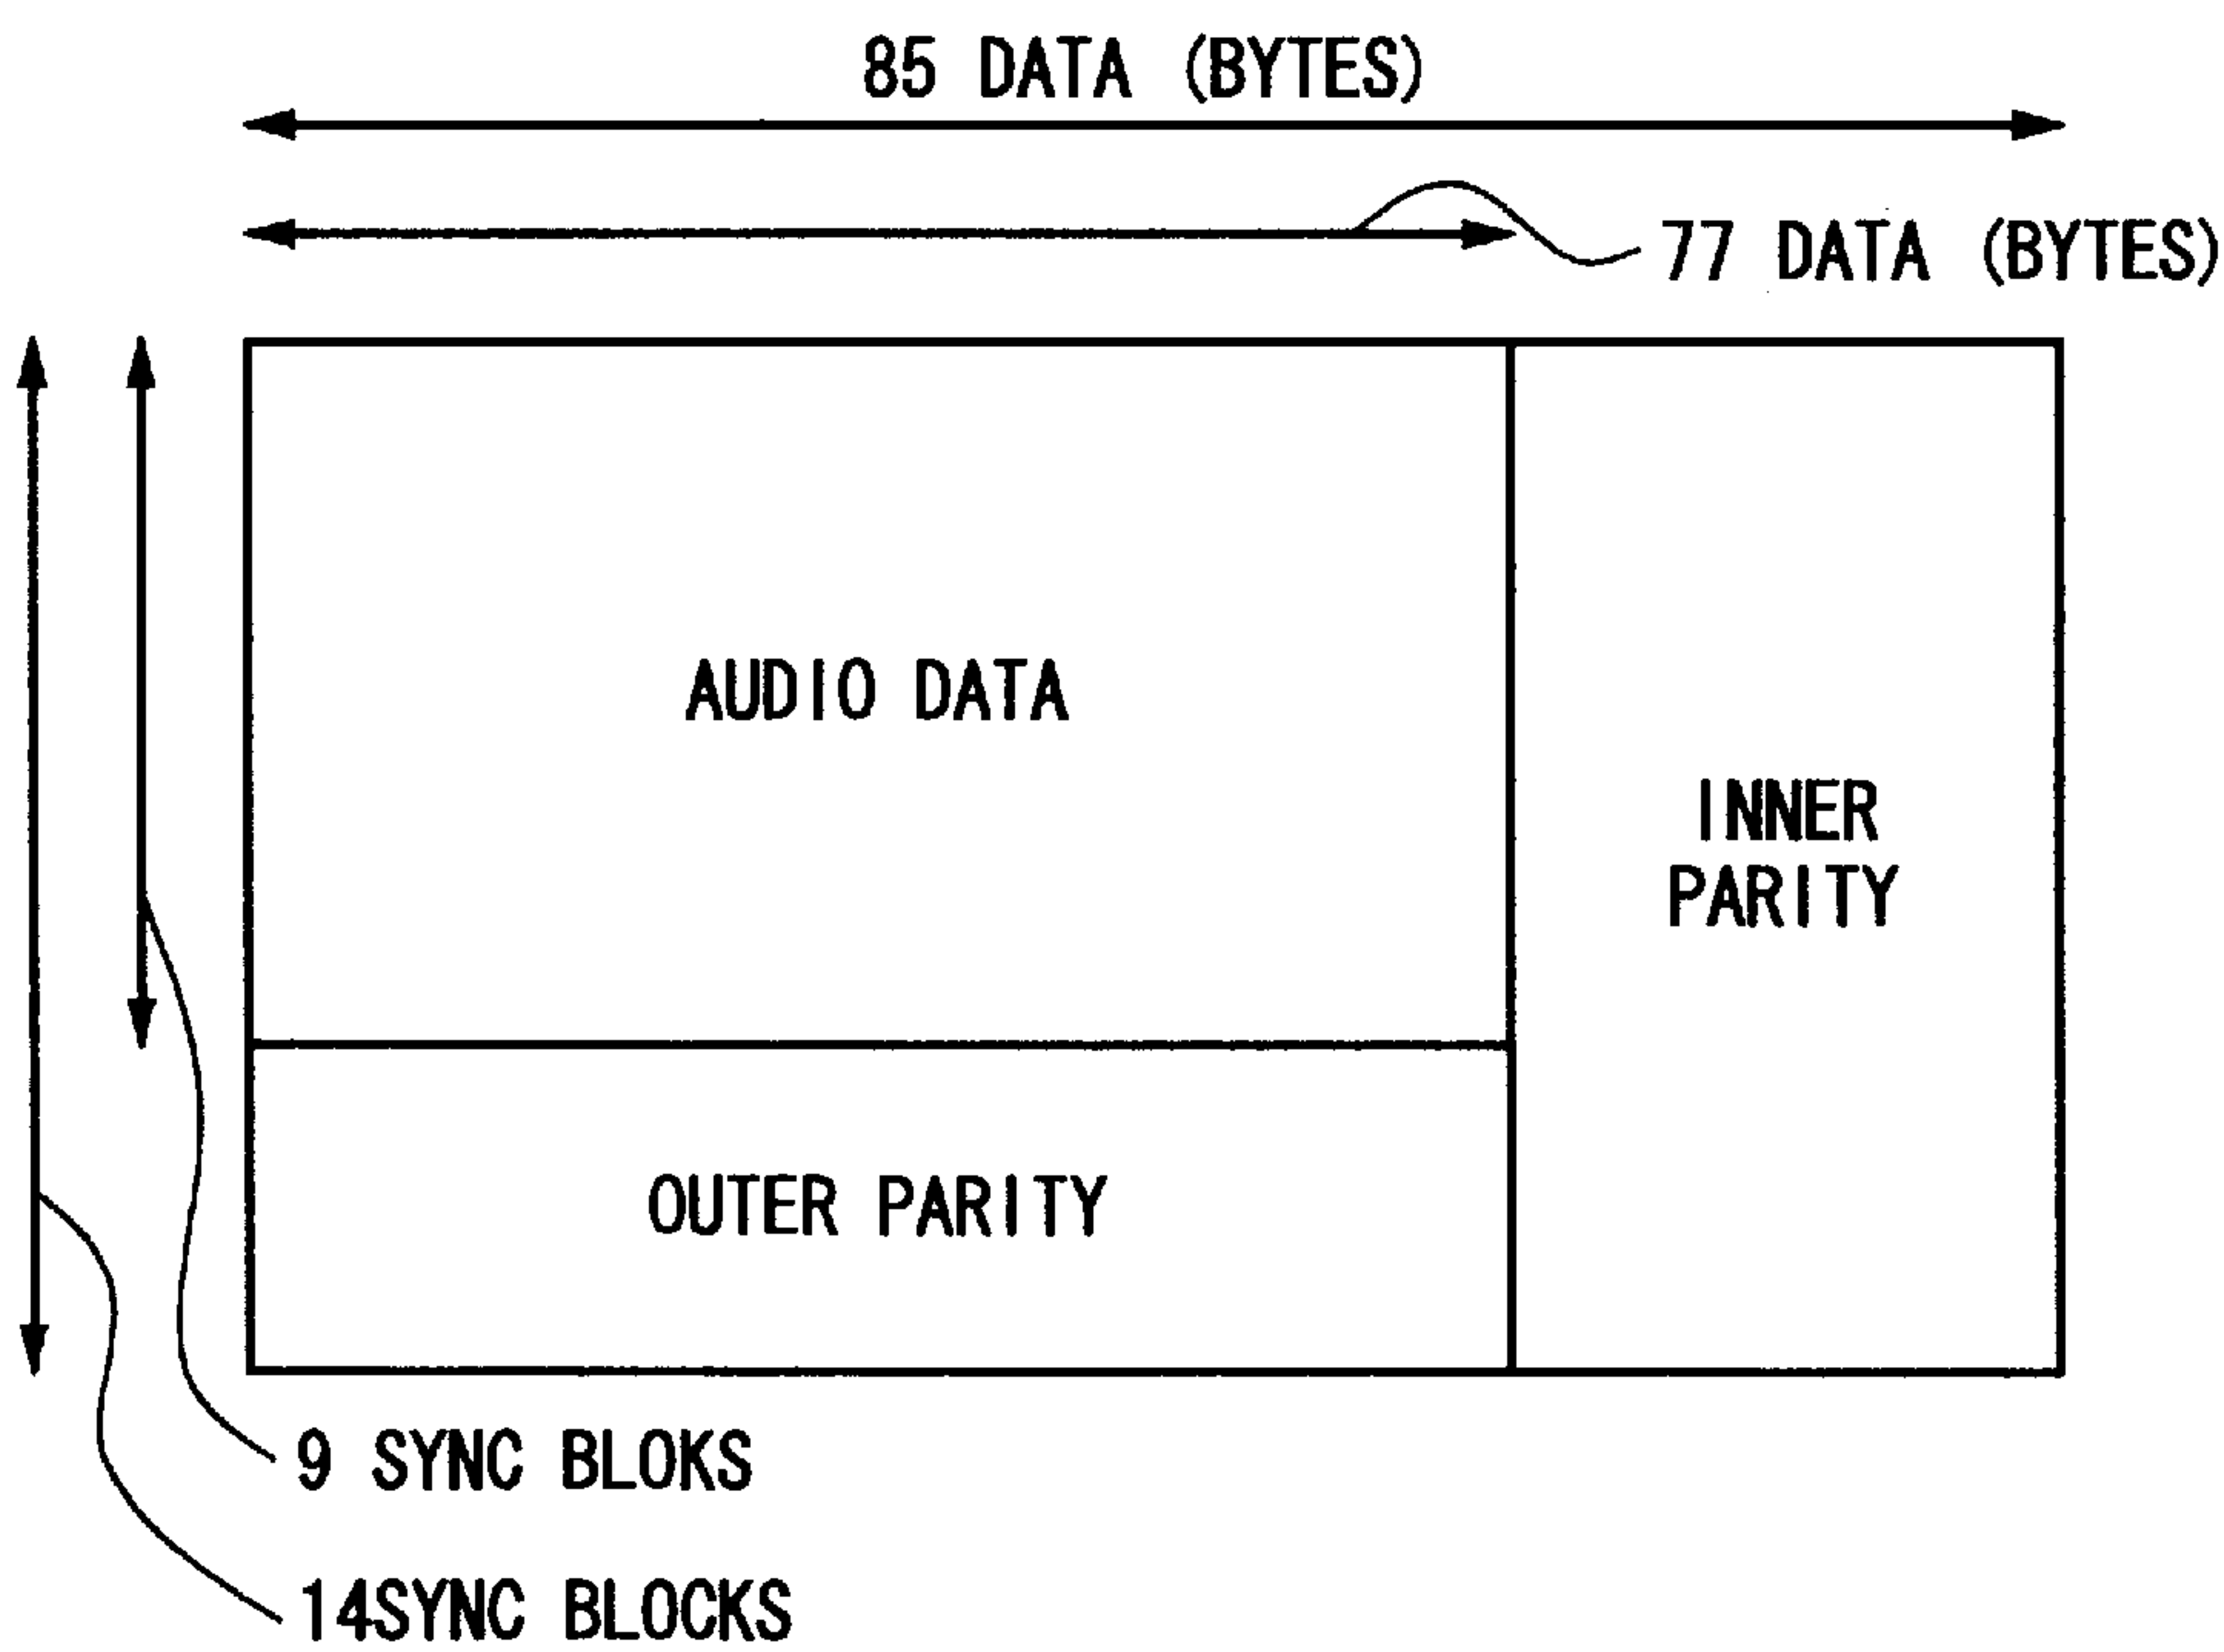 85 DATA (BYTES)
77 DATA (BYTES)
AUDIO DATA
INNER
PARITY
OUTER PARITY
9 SYNC BLOKS
14SYNC BLOCKS